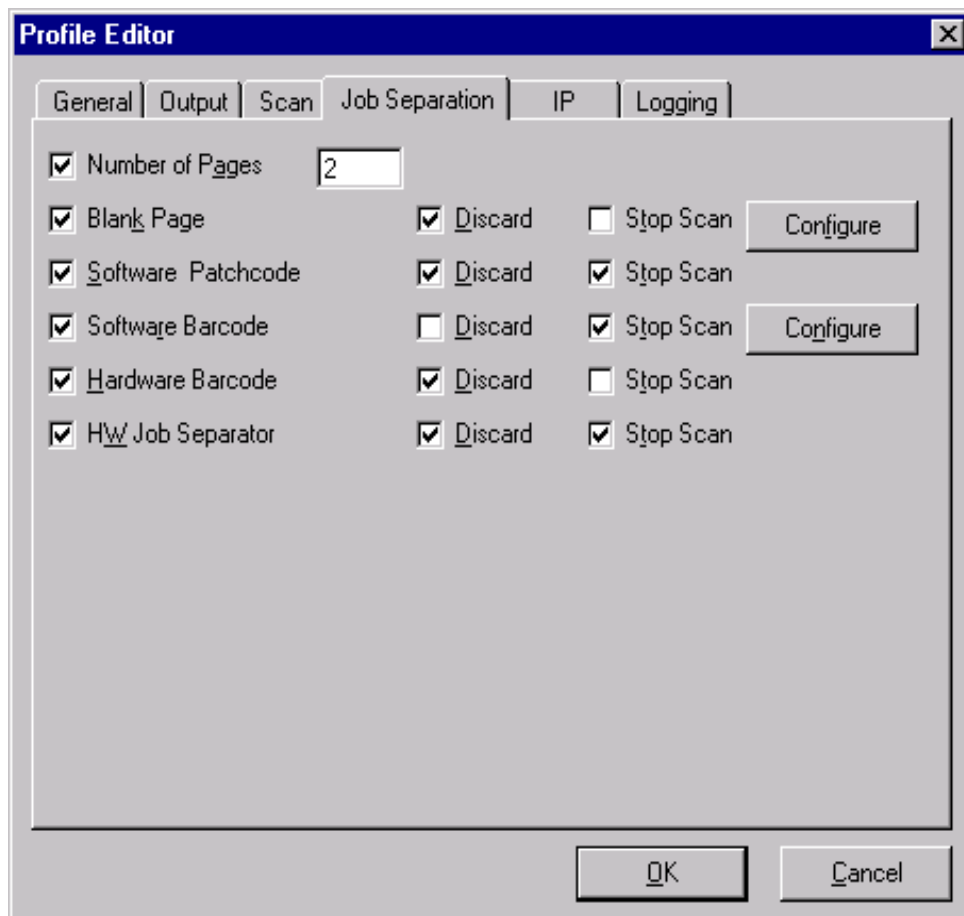 Profile Editor
General Output Scan Job Separation IP Logging
Number of Pages 2
Blank Page Discard Stop Scan Configure
Software Patchcode Discard Stop Scan
Software Barcode Discard Stop Scan Configure
Hardware Barcode Discard Stop Scan
HW Job Separator Discard Stop Scan
OK Cancel